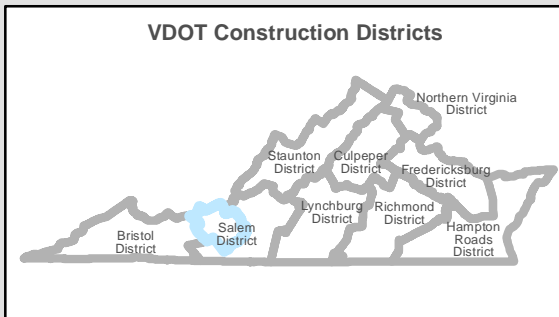 VDOT Construction Districts
Northern Virginia
District
Staunton
District
Culpeper
District
Fredericksburg
District
Lynchburg
District
Richmond
District
Hampton
Roads
District
Salem
District
Bristol
District